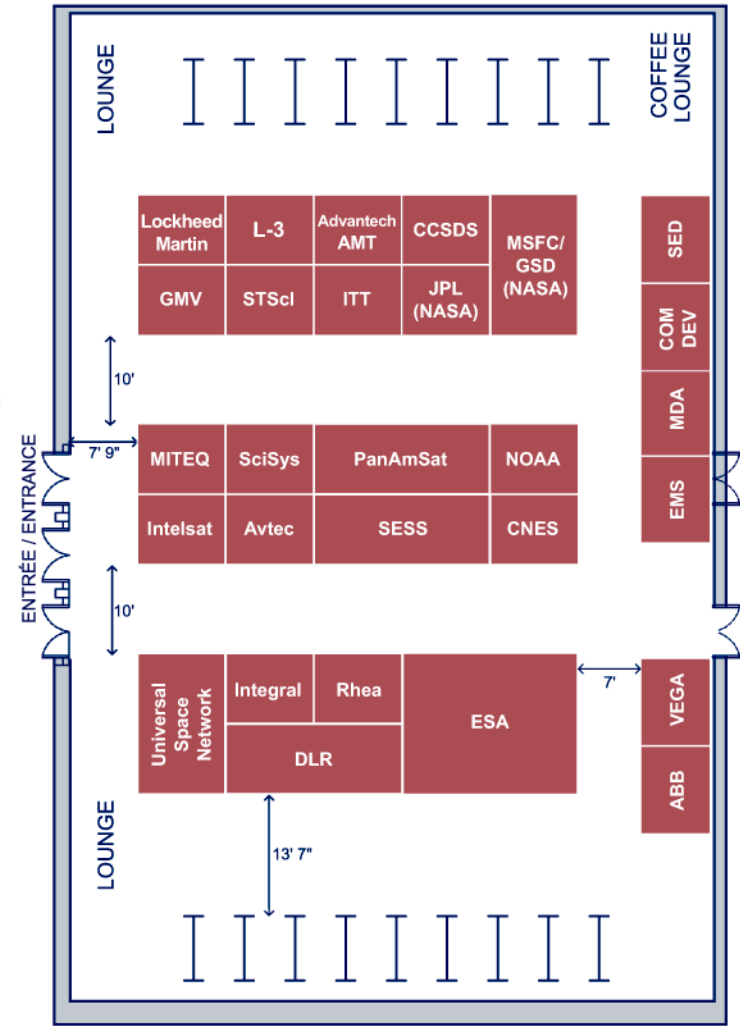 LOUNGE
COFFEE
LOUNGE
Lockheed
Martin
L-3
Advantech
AMT
CCSDS
MSFC/
GSD
(NASA)
GMV
STScI
ITT
JPL
(NASA)
SED
COM
DEV
MDA
EMS
10'
7' 9"
ENTRÉE / ENTRANCE
MITEQ
SciSys
PanAmSat
NOAA
Intelsat
Avtec
SESS
CNES
10'
Universal
Space
Network
Integral
Rhea
DLR
ESA
7'
VEGA
ABB
LOUNGE
13' 7"